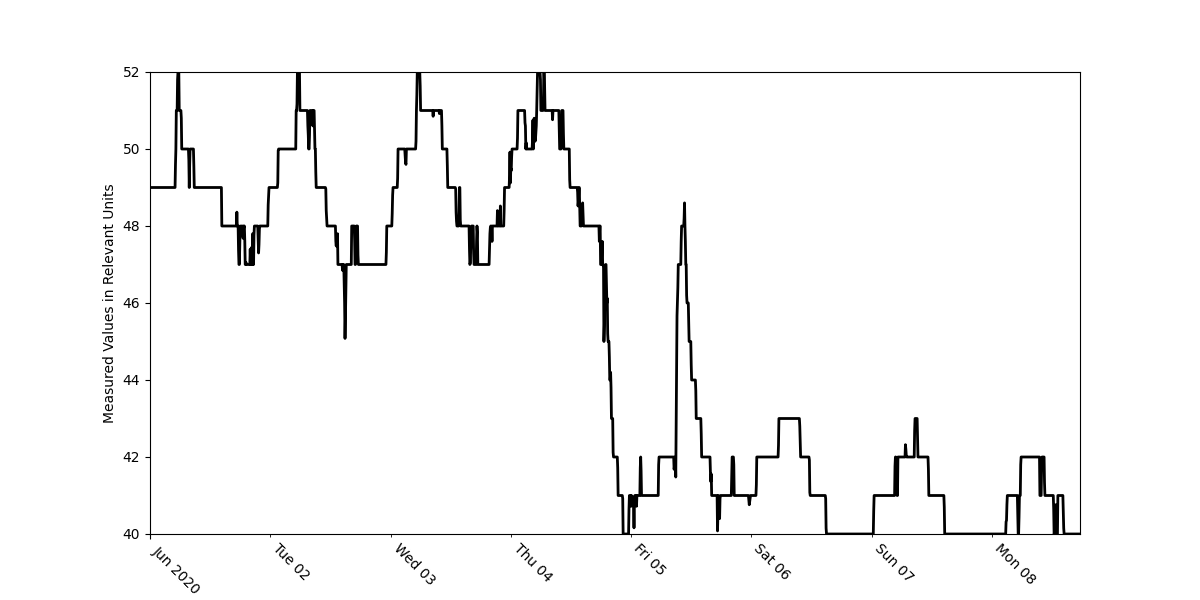 52
50
48
46
44
42
40
Measured Values in Relevant Units
Jun 2020
Tue 02
Wed 03
Thu 04
Fri 05
Sat 06
Sun 07
Mon 08